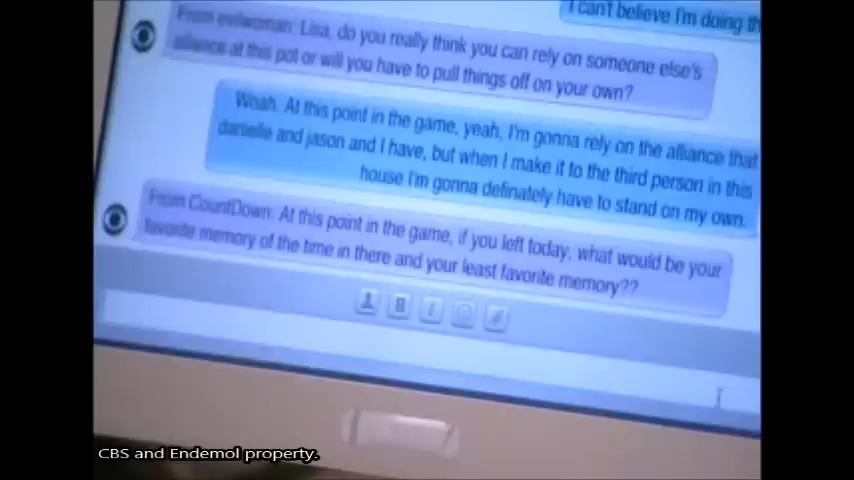 I can't believe I'm doing th
From evilwoman: Lisa, do you really think you can rely on someone else's
alliance at this pot or will you have to pull things off on your own?
Woah. At this point in the game, yeah, I'm gonna rely on the alliance that
danielle and jason and I have, but when I make it to the third person in this
house I'm gonna definately have to stand on my own.
From CountDown: At this point in the game, if you left today, what would be your
favorite memory of the time in there and your least favorite memory??
B
CBS and Endemol property.